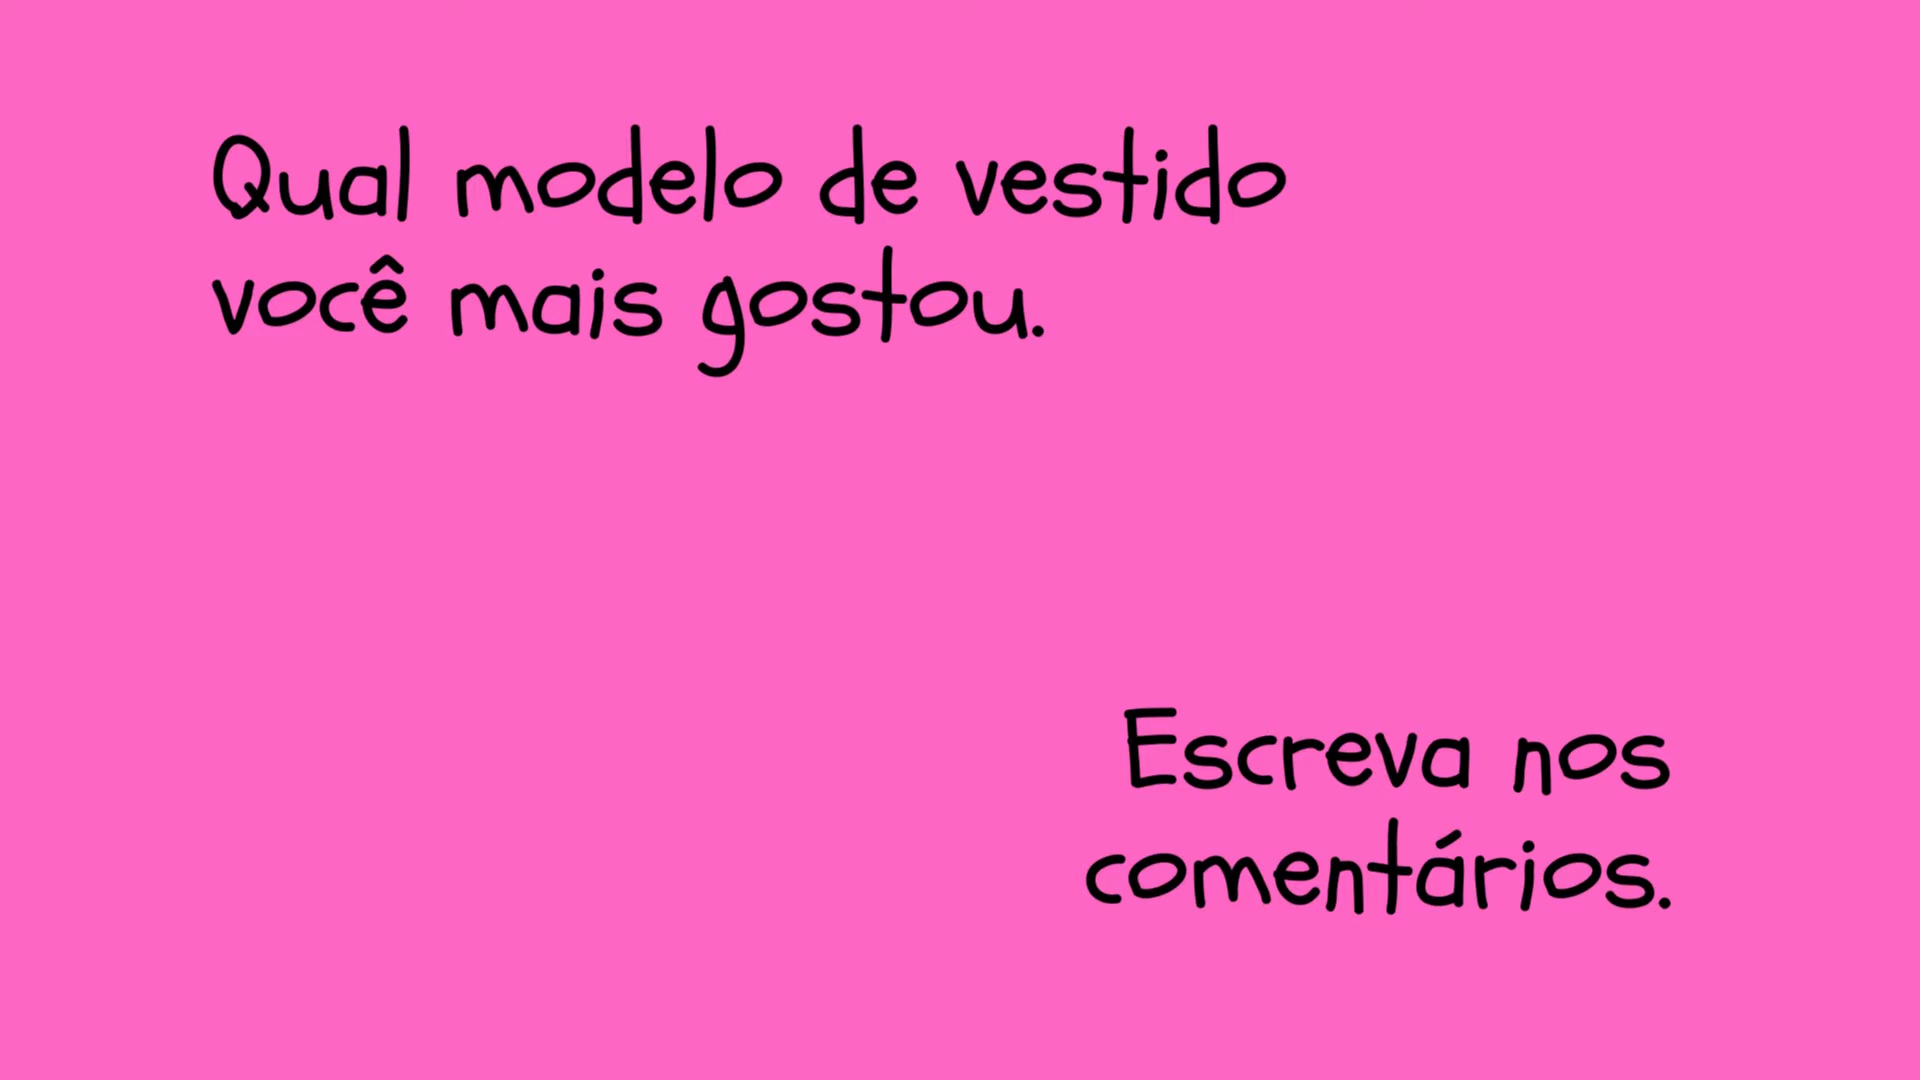 Qual modelo de vestido
você mais gostou.
Escreva nos
comentários.